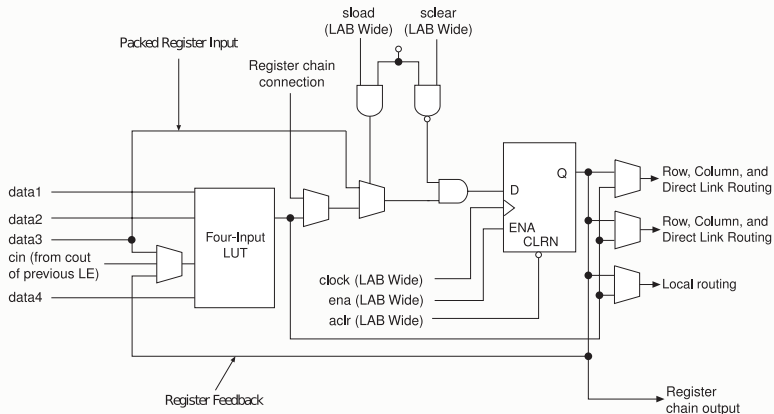 sload
(LAB Wide)
sclear
(LAB Wide)
Packed Register Input
Register chain
connection
data1
data2
data3
cin (from cout
of previous LE)
data4
Four-Input
LUT
D
Q
ENA
CLRN
clock (LAB Wide)
ena (LAB Wide)
aclr (LAB Wide)
Row, Column, and
Direct Link Routing
Row, Column, and
Direct Link Routing
Local routing
Register Feedback
Register
chain output